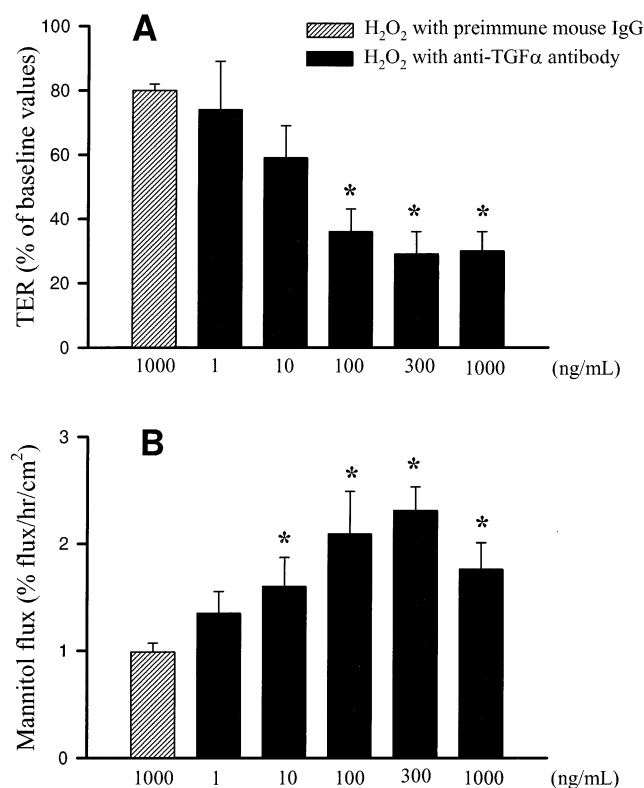 A
H₂O₂ with preimmune mouse IgG
H₂O₂ with anti-TGFα antibody
TER (% of baseline values)
100
80
60
40
20
0
* * *
1000 1 10 100 300 1000 (ng/mL)
B
Mannitol flux (% flux/hr/cm²)
3
2
1
0
* * * *
1000 1 10 100 300 1000 (ng/mL)